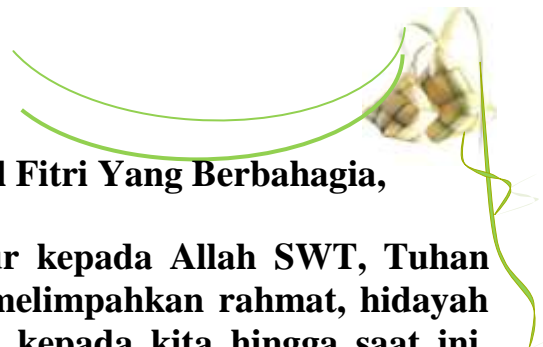 Fitri Yang Berbahagia,
kepada Allah SWT, Tuhan
melimpahkan rahmat, hidayah
kepada kita hingga saat ini.